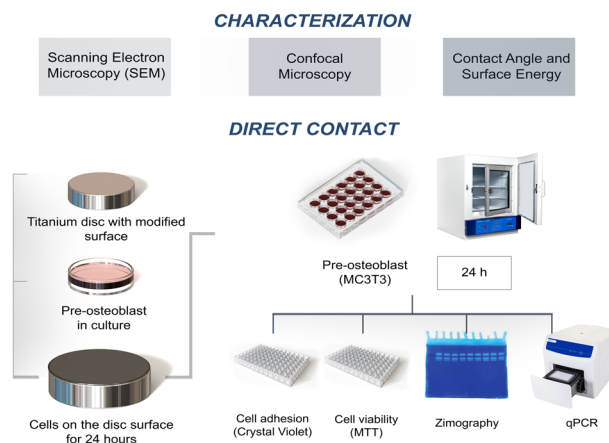 CHARACTERIZATION
Scanning Electron
Microscopy (SEM)
Confocal
Microscopy
Contact Angle and
Surface Energy
DIRECT CONTACT
Titanium disc with modified
surface
Pre-osteoblast
in culture
Cells on the disc surface
for 24 hours
Pre-osteoblast
(MC3T3)
24 h
Cell adhesion
(Crystal Violet)
Cell viability
(MTT)
Zimography
qPCR